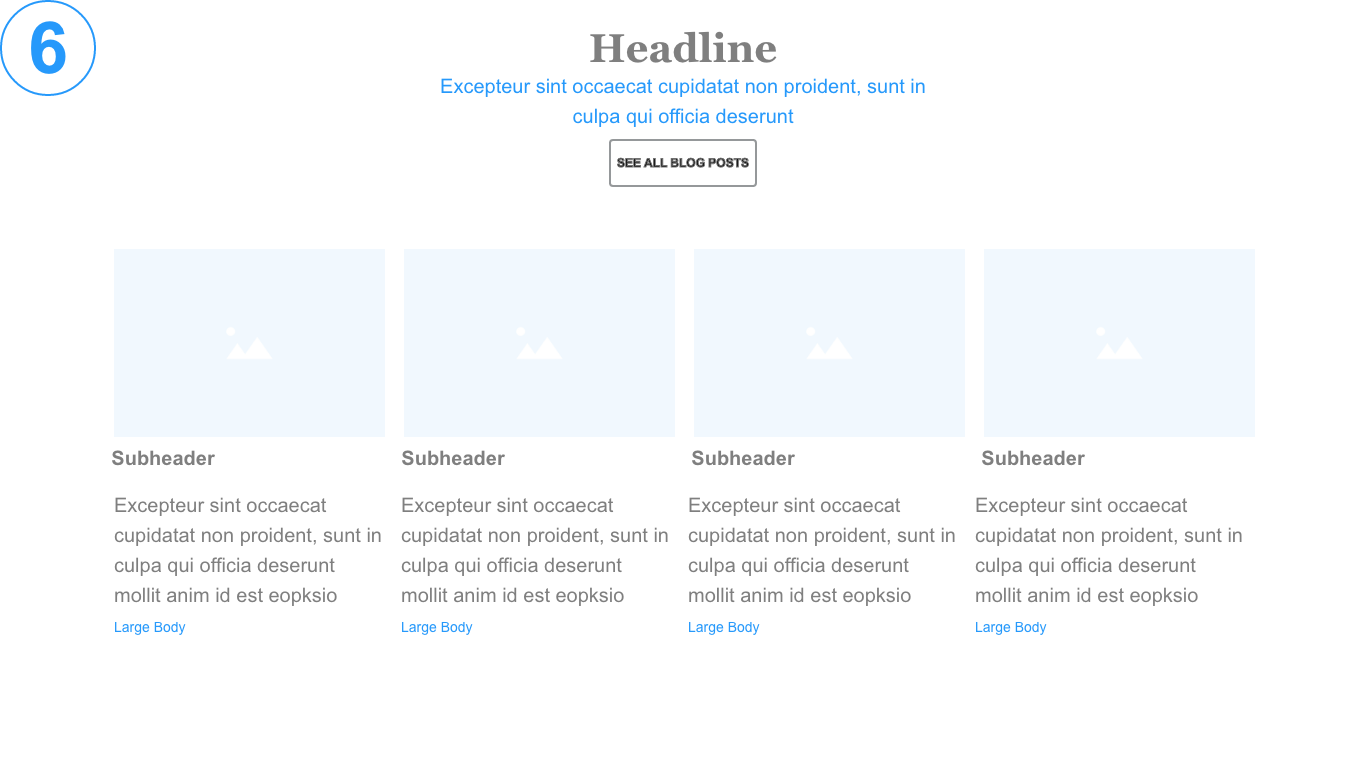 6
Headline
Excepteur sint occaecat cupidatat non proident, sunt in
culpa qui officia deserunt
SEE ALL BLOG POSTS
Subheader
Excepteur sint occaecat
cupidatat non proident, sunt in
culpa qui officia deserunt
mollit anim id est eopksio
Large Body
Subheader
Excepteur sint occaecat
cupidatat non proident, sunt in
culpa qui officia deserunt
mollit anim id est eopksio
Large Body
Subheader
Excepteur sint occaecat
cupidatat non proident, sunt in
culpa qui officia deserunt
mollit anim id est eopksio
Large Body
Subheader
Excepteur sint occaecat
cupidatat non proident, sunt in
culpa qui officia deserunt
mollit anim id est eopksio
Large Body